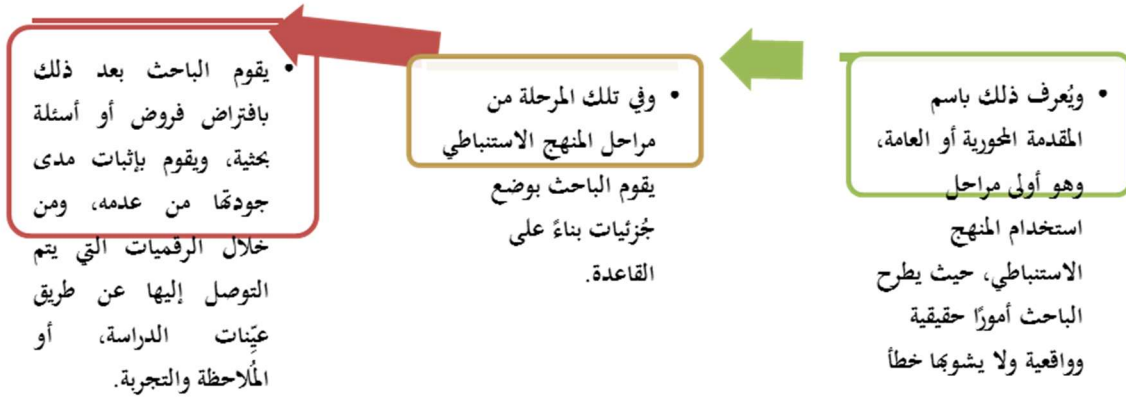 • ويُعرف ذلك باسم
المقدمة المحورية أو العامة،
وهو أولى مراحل
استخدام المنهج
الاستنباطي، حيث يطرح
الباحث أمورًا حقيقية
وواقعية ولا يشوبها خطأ
• وفي تلك المرحلة من
مراحل المنهج الاستنباطي
يقوم الباحث بوضع
جُزئيات بناءً على
القاعدة.
• يقوم الباحث بعد ذلك
بافتراض فروض أو أسئلة
بحثية، ويقوم بإثبات مدى
جودتها من عدمه، ومن
خلال الرقميات التي يتم
التوصل إليها عن طريق
عيِّنات الدراسة، أو
المُلاحظة والتجربة.